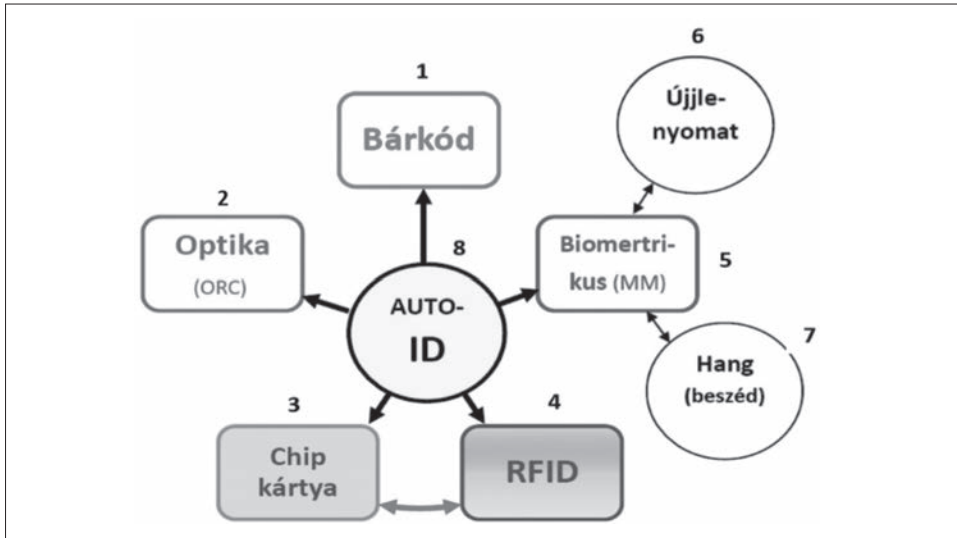 6
Újjle-
nyomat
1
Bárkód
2
Optika
(ORC)
8
AUTO-
ID
Biomertri-
kus (MM)
5
7
Hang
(beszéd)
3
Chip
kártya
4
RFID